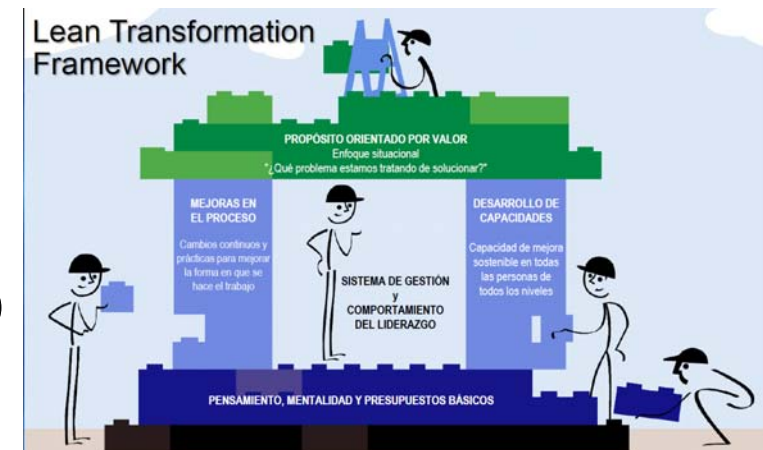 Lean Transformation
Framework
PROPÓSITO ORIENTADO POR VALOR
Enfoque situacional
"¿Qué problema estamos tratando de solucionar?"
MEJORAS EN
EL PROCESO
Cambios continuos y
prácticas para mejorar
la forma en que se
hace el trabajo
SISTEMA DE GESTIÓN
y
COMPORTAMIENTO
DEL LIDERAZGO
DESARROLLO DE
CAPACIDADES
Capacidad de mejora
sostenible en todas
las personas de
todos los niveles
PENSAMIENTO, MENTALIDAD Y PRESUPUESTOS BÁSICOS
)